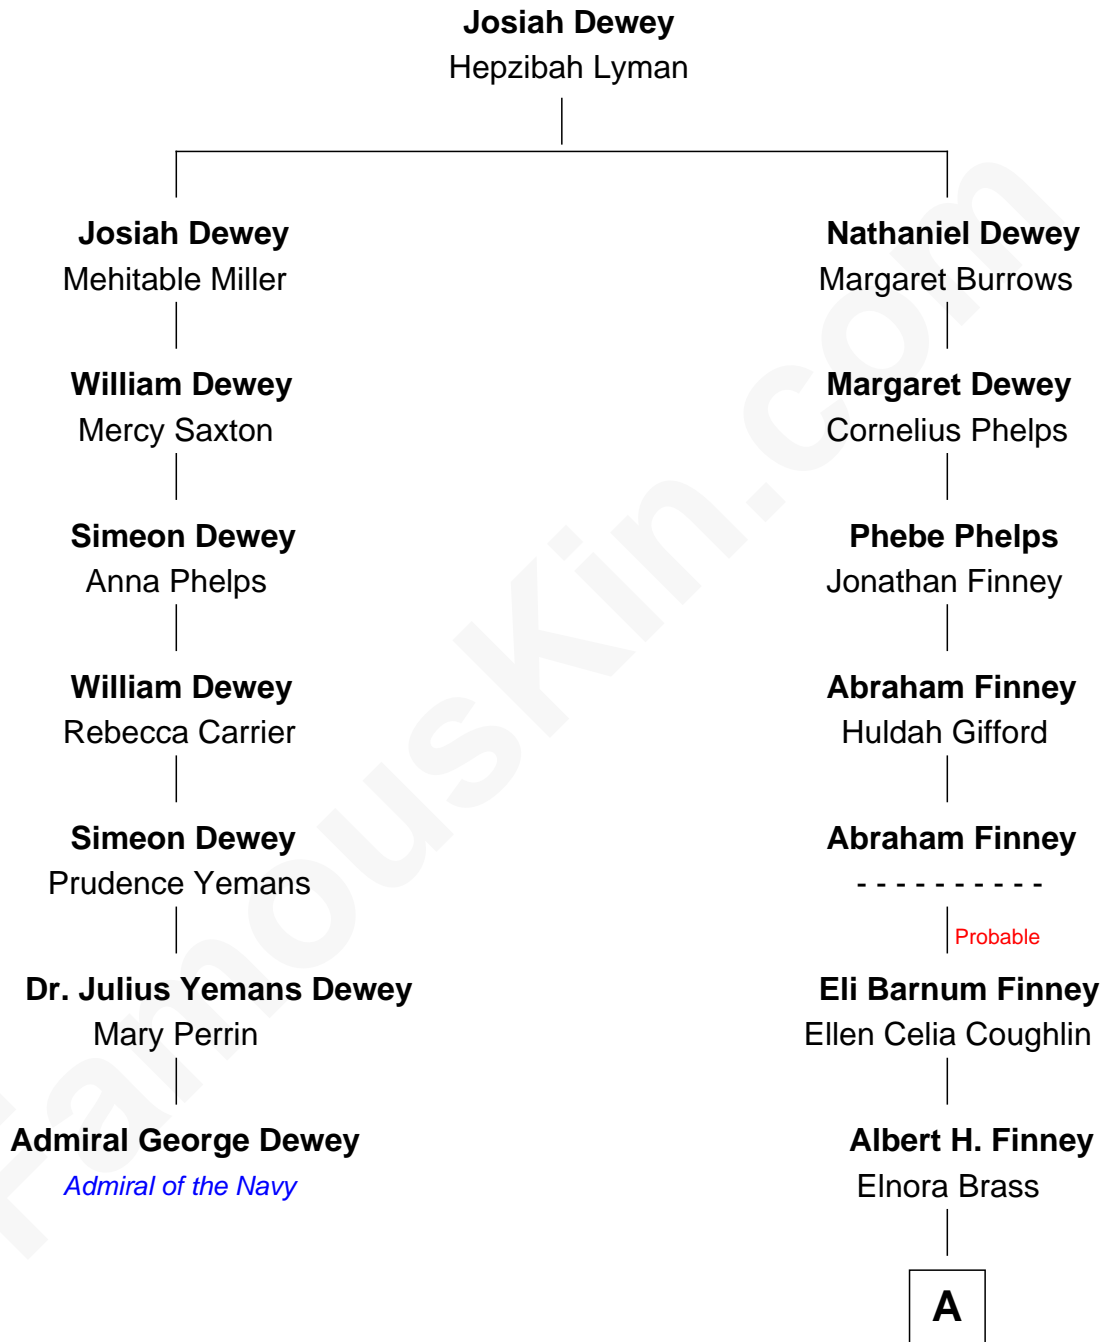 Josiah Dewey
Hepzibah Lyman
Josiah Dewey
Mehitable Miller
Nathaniel Dewey
Margaret Burrows
William Dewey
Mercy Saxton
Margaret Dewey
Cornelius Phelps
Simeon Dewey
Anna Phelps
Phebe Phelps
Jonathan Finney
William Dewey
Rebecca Carrier
Abraham Finney
Huldah Gifford
Simeon Dewey
Prudence Yemans
Abraham Finney
- - - - - - - - - -
Probable
Dr. Julius Yemans Dewey
Mary Perrin
Eli Barnum Finney
Ellen Celia Coughlin
Admiral George Dewey
Admiral of the Navy
Albert H. Finney
Elnora Brass
A
FamousKin.com